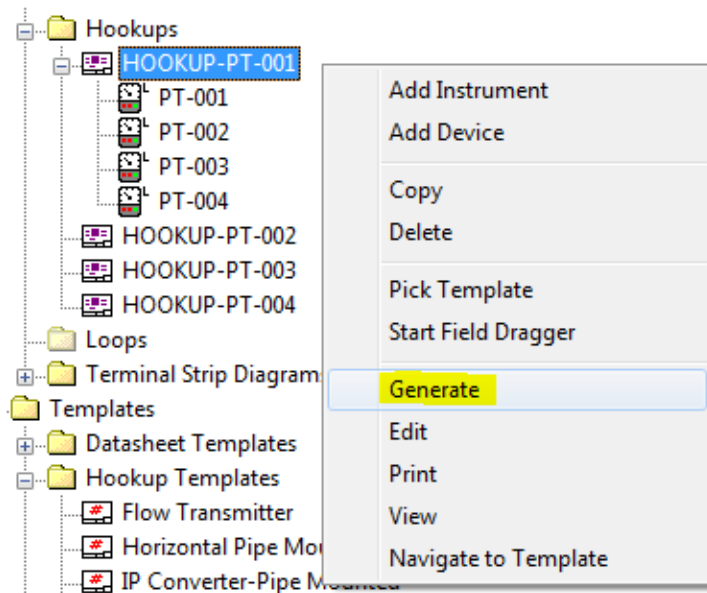 Hookups
HOOKUP-PT-001
PT-001
PT-002
PT-003
PT-004
HOOKUP-PT-002
HOOKUP-PT-003
HOOKUP-PT-004
Loops
Terminal Strip Diagram
Templates
Datasheet Templates
Hookup Templates
Flow Transmitter
Horizontal Pipe Mou
IP Converter-Pipe Mounted
Add Instrument
Add Device
Copy
Delete
Pick Template
Start Field Dragger
Generate
Edit
Print
View
Navigate to Template